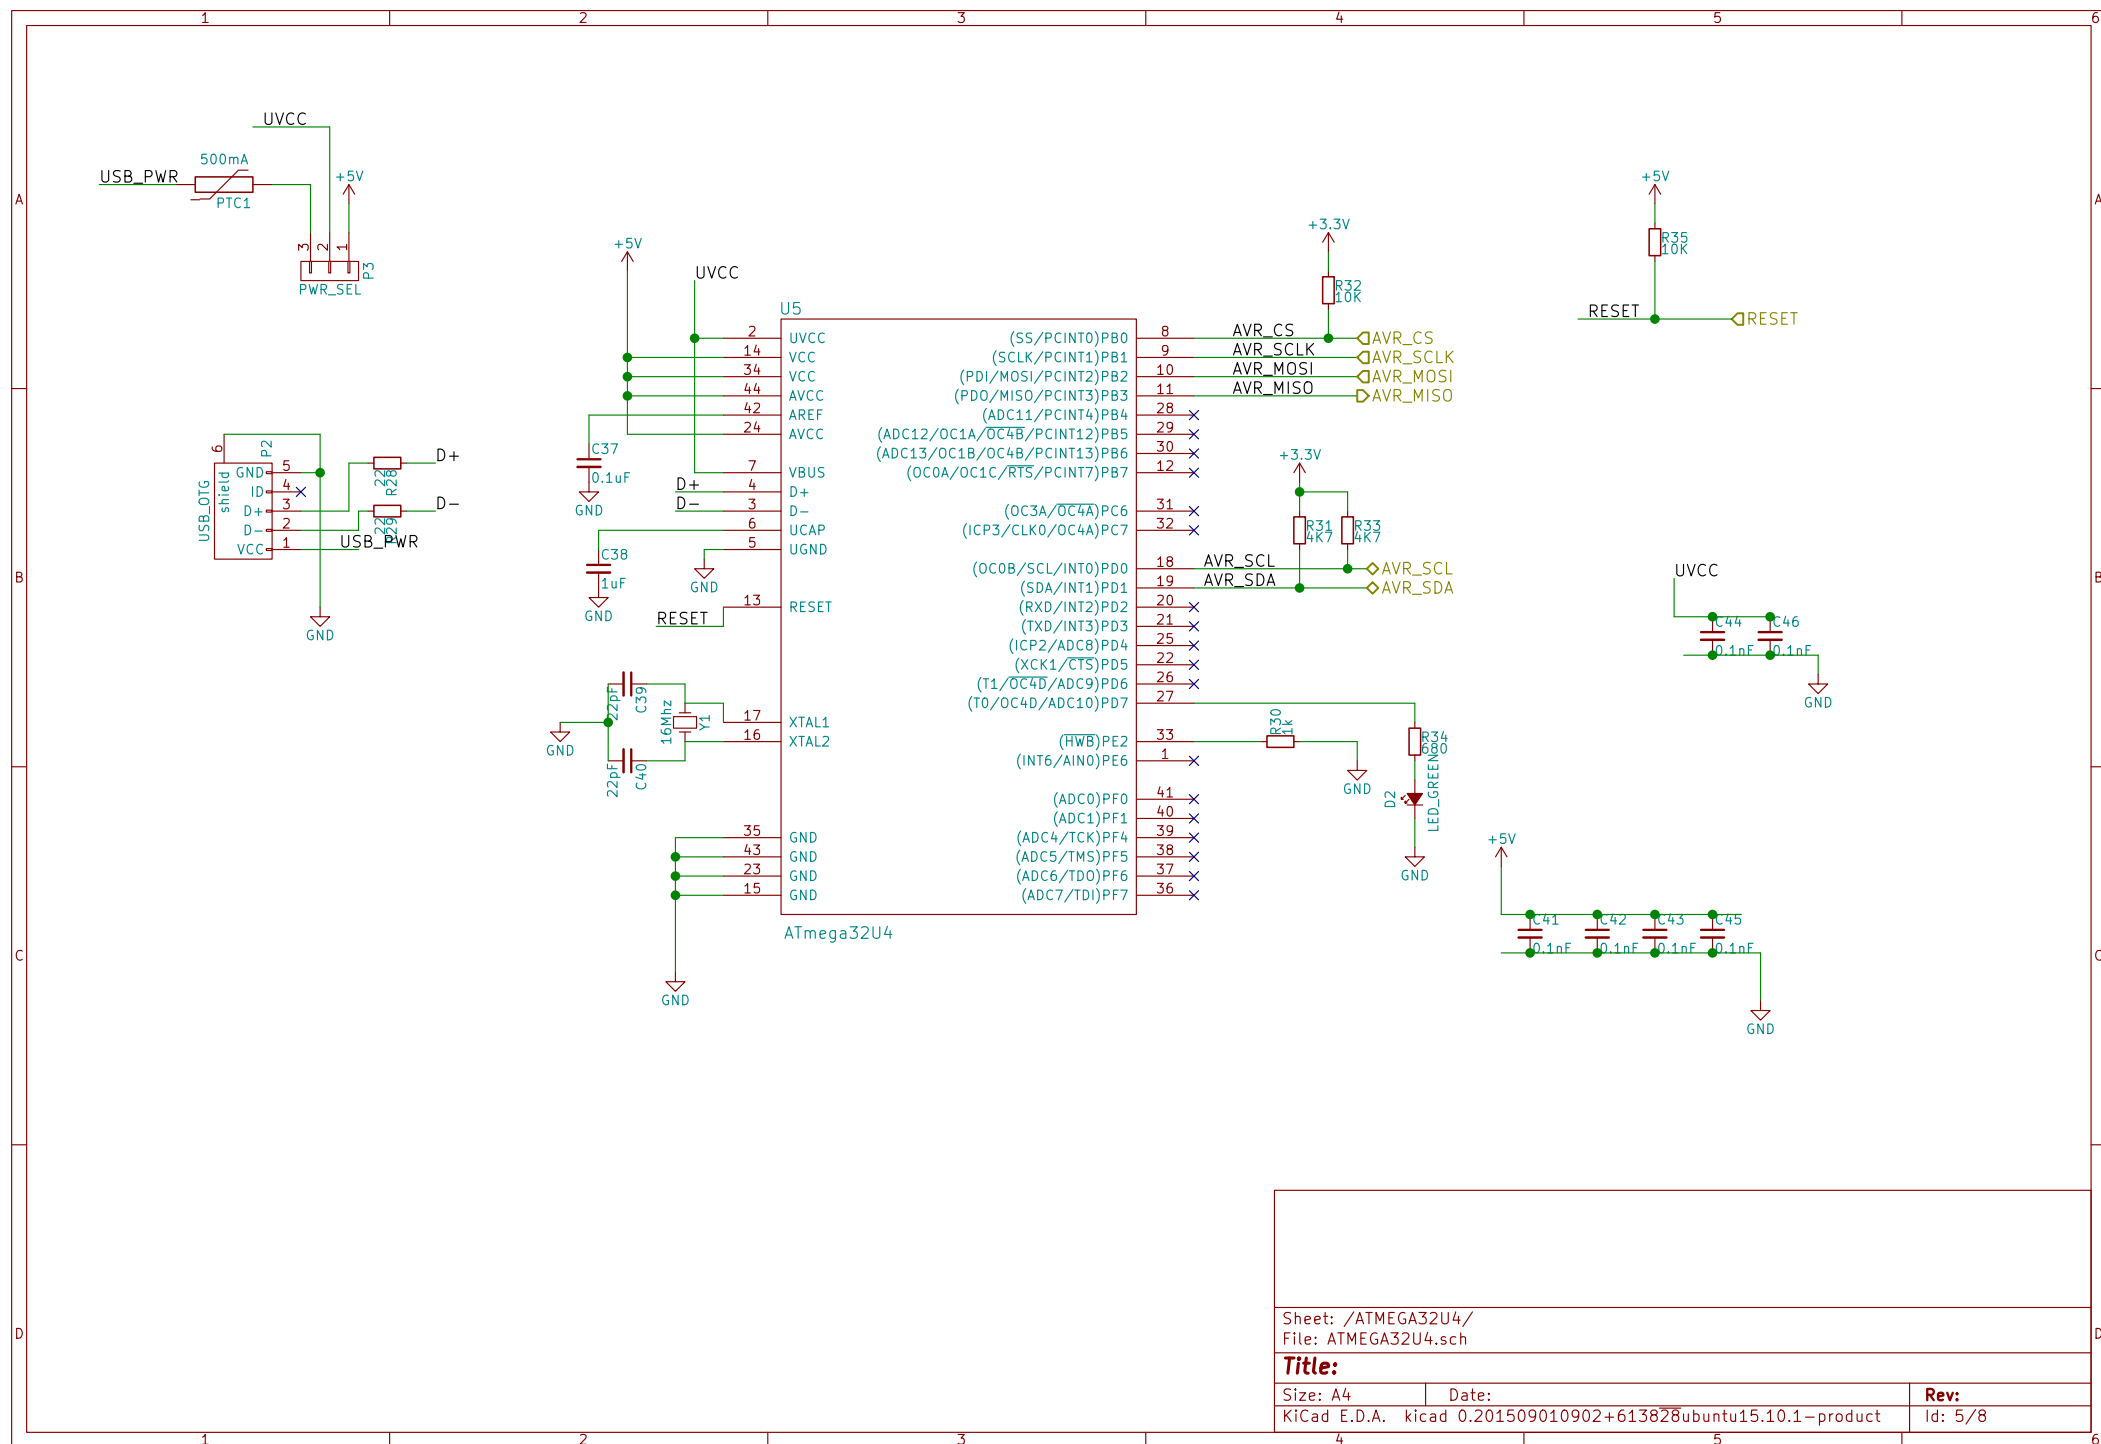 1 2 3 4 5 6
UVCC
500mA
USB_PWR
PTC1
+5V
3 2 1
P3
PWR_SEL
A
A
+5V
UVCC
U5
+3.3V
R32
10K
+5V
R35
10K
RESET
RESET
2 UVCC
14 VCC
34 VCC
44 AVCC
42 AREF
24 AVCC
7 VBUS
D+ 4 D+
D- 3 D-
6 UCAP
5 UGND
RESET 13 RESET
17 XTAL1
16 XTAL2
35 GND
43 GND
23 GND
15 GND
ATmega32U4
(SS/PCINT0)PB0 8 AVR_CS AVR_CS
(SCLK/PCINT1)PB1 9 AVR_SCLK AVR_SCLK
(PDI/MOSI/PCINT2)PB2 10 AVR_MOSI AVR_MOSI
(PDO/MISO/PCINT3)PB3 11 AVR_MISO AVR_MISO
(ADC11/PCINT4)PB4 28
(ADC12/OC1A/OC4B/PCINT12)PB5 29
(ADC13/OC1B/OC4B/PCINT13)PB6 30
(OC0A/OC1C/RTS/PCINT7)PB7 12
(OC3A/OC4A)PC6 31
(ICP3/CLK0/OC4A)PC7 32
(OC0B/SCL/INT0)PD0 18 AVR_SCL AVR_SCL
(SDA/INT1)PD1 19 AVR_SDA AVR_SDA
(RXD/INT2)PD2 20
(TXD/INT3)PD3 21
(ICP2/ADC8)PD4 25
(XCK1/CTS)PD5 22
(T1/OC4D/ADC9)PD6 26
(T0/OC4D/ADC10)PD7 27
(HWB)PE2 33
(INT6/AIN0)PE6 1
(ADC0)PF0 41
(ADC1)PF1 40
(ADC4/TCK)PF4 39
(ADC5/TMS)PF5 38
(ADC6/TDO)PF6 37
(ADC7/TDI)PF7 36
+3.3V
R31
4K7
R33
4K7
R30
1k
GND
R34
680
D2
LED_GREEN
GND
C37
0.1uF
GND
C38
1uF
GND
GND
22pF
C39
16Mhz
Y1
GND
22pF
C40
GND
B
B
P2
6
USB_OTG
shield
GND 5
ID 4
D+ 3
D- 2
VCC 1
22
R28
D+
22
R29
D-
USB_PWR
GND
UVCC
C44
0.1nF
C46
0.1nF
GND
+5V
C41
0.1nF
C42
0.1nF
C43
0.1nF
C45
0.1nF
GND
C
C
D
D
Sheet: /ATMEGA32U4/
File: ATMEGA32U4.sch
Title:
Size: A4
Date:
Rev:
KiCad E.D.A. kicad 0.201509010902+613828ubuntu15.10.1-product
Id: 5/8
1 2 3 4 5 6